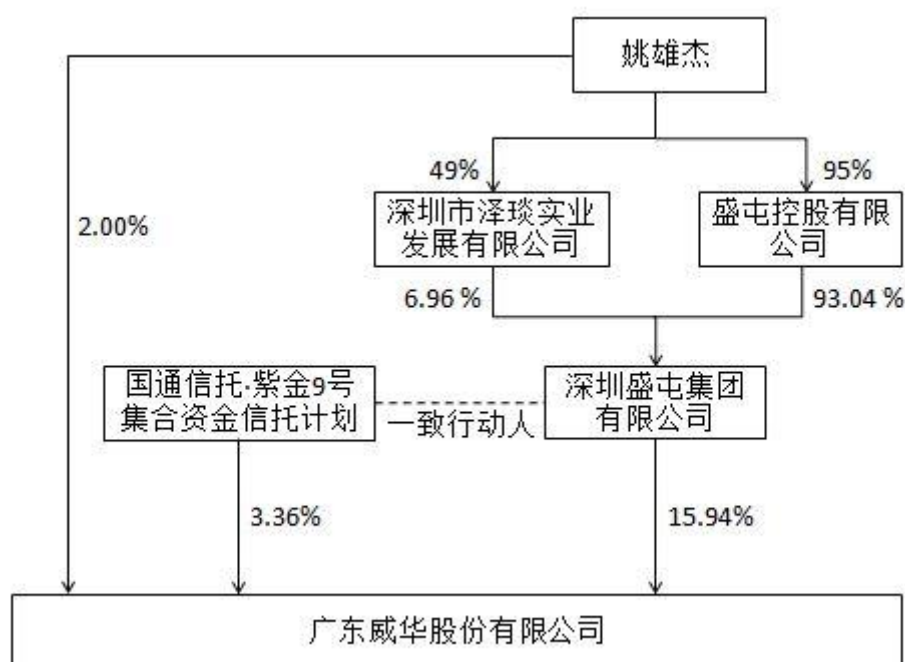 姚雄杰
49%
95%
2.00%
深圳市泽琰实业
发展有限公司
盛屯控股有限
公司
6.96 %
93.04 %
国通信托·紫金9号
集合资金信托计划
一致行动人
深圳盛屯集团
有限公司
3.36%
15.94%
广东威华股份有限公司